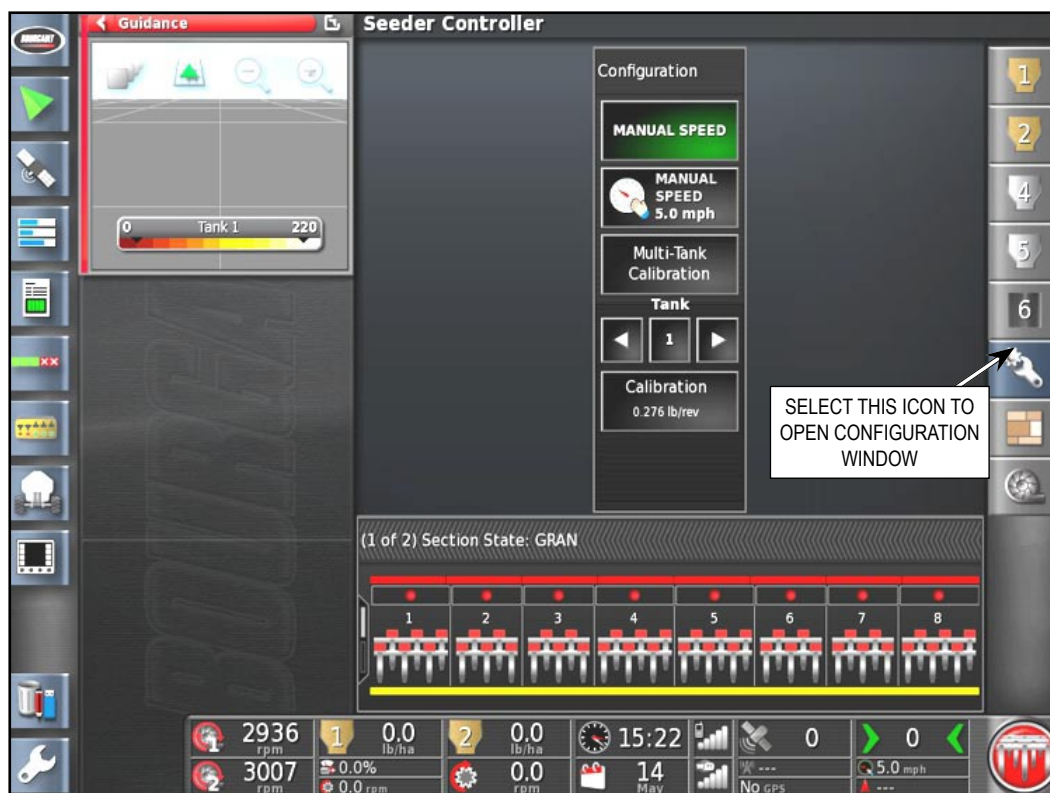 BOURGAULT
Guidance
Seeder Controller
0 Tank 1 220
BOURGA
Configuration
MANUAL SPEED
MANUAL
SPEED
5.0 mph
Multi-Tank
Calibration
Tank
1
Calibration
0.276 lb/rev
1
2
4
5
6
SELECT THIS ICON TO
OPEN CONFIGURATION
WINDOW
(1 of 2) Section State: GRAN
1 2 3 4 5 6 7 8
1 2936 rpm
2 3007 rpm
1 0.0 lb/ha
0.0%
0.0 rpm
2 0.0 lb/ha
0.0 rpm
15:22
14 May
0
---
No GPS
0
5.0 mph
---